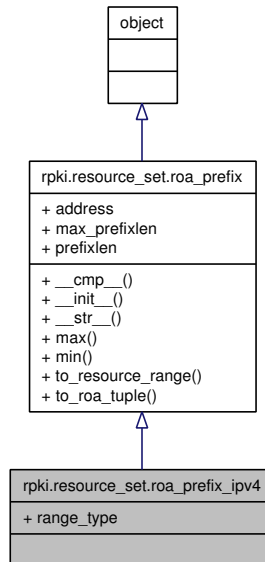 object
rpki.resource_set.roa_prefix
+ address
+ max_prefixlen
+ prefixlen
+ __cmp__()
+ __init__()
+ __str__()
+ max()
+ min()
+ to_resource_range()
+ to_roa_tuple()
rpki.resource_set.roa_prefix_ipv4
+ range_type